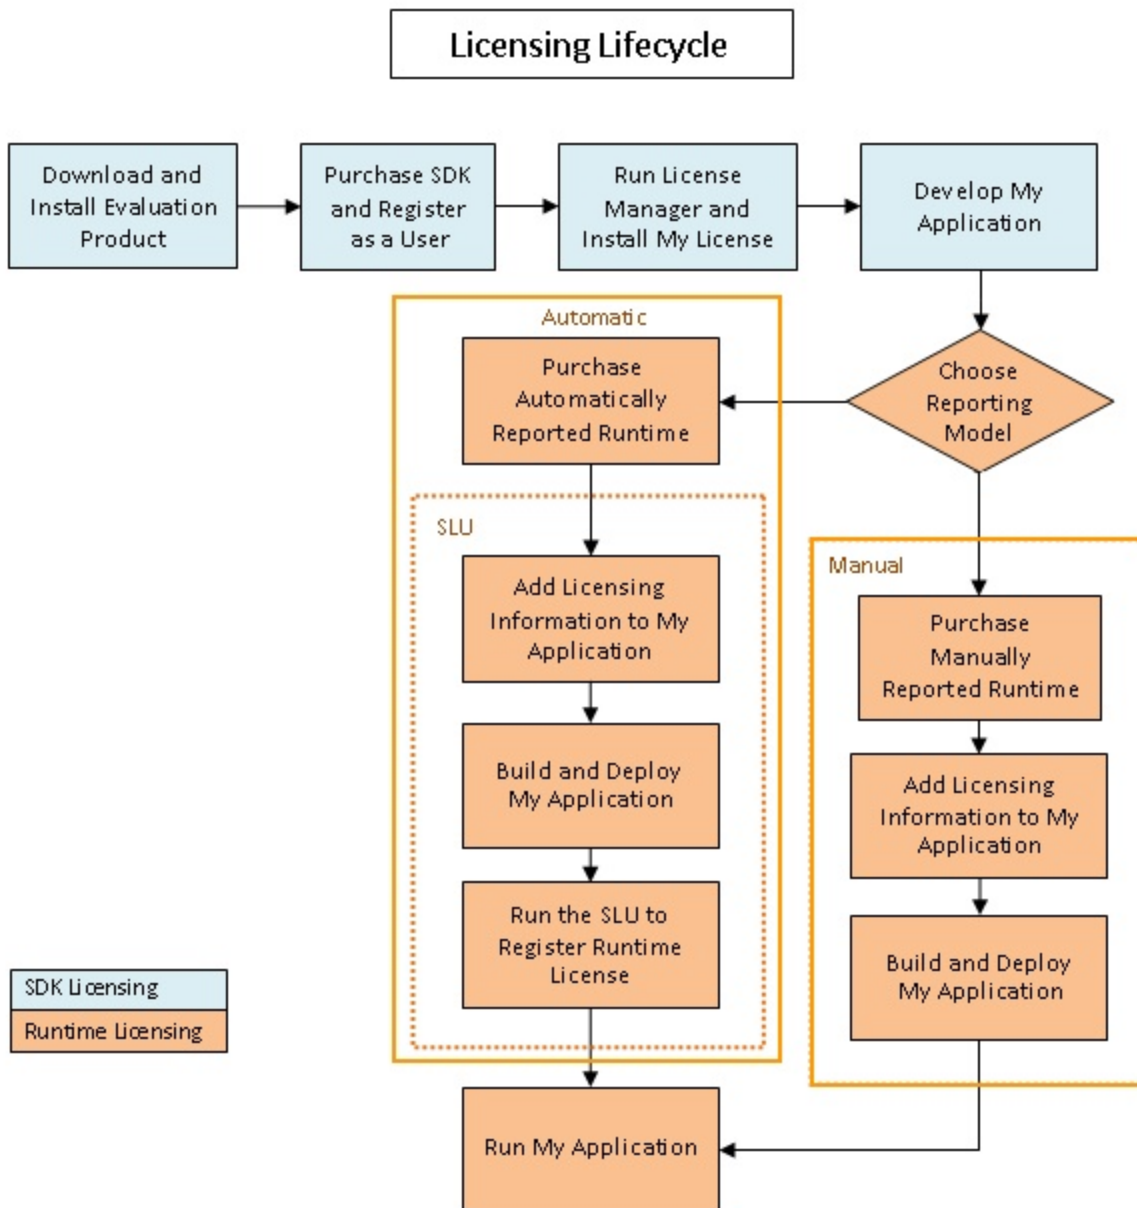 Licensing Lifecycle
Download and
Install Evaluation
Product
Purchase SDK
and Register
as a User
Run License
Manager and
Install My License
Develop My
Application
Choose
Reporting
Model
Automatic
Purchase
Automatically
Reported Runtime
SLU
Add Licensing
Information to My
Application
Build and Deploy
My Application
Run the SLU to
Register Runtime
License
Manual
Purchase
Manually
Reported Runtime
Add Licensing
Information to My
Application
Build and Deploy
My Application
Run My Application
SDK Licensing
Runtime Licensing